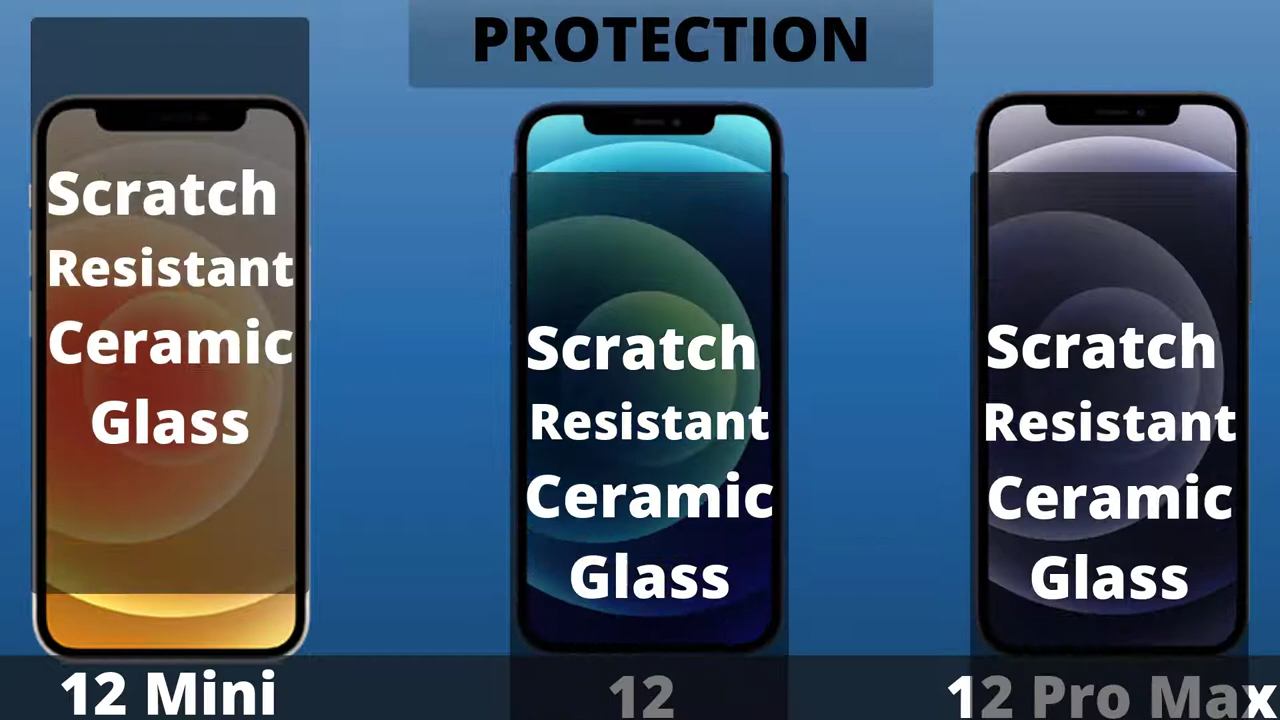 PROTECTION
Scratch
Resistant
Ceramic
Glass
Scratch
Resistant
Ceramic
Glass
Scratch
Resistant
Ceramic
Glass
12 Mini
12
12 Pro Max